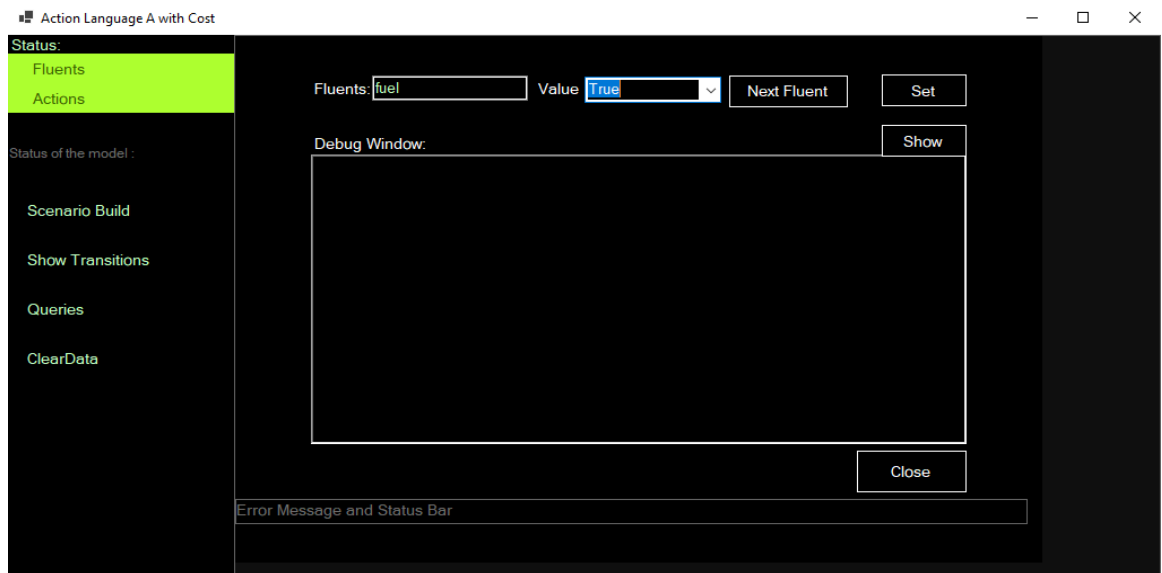 Action Language A with Cost
Status:
Fluents
Actions
Status of the model :
Scenario Build
Show Transitions
Queries
ClearData
Fluents: fuel Value True Next Fluent Set
Debug Window: Show
Close
Error Message and Status Bar